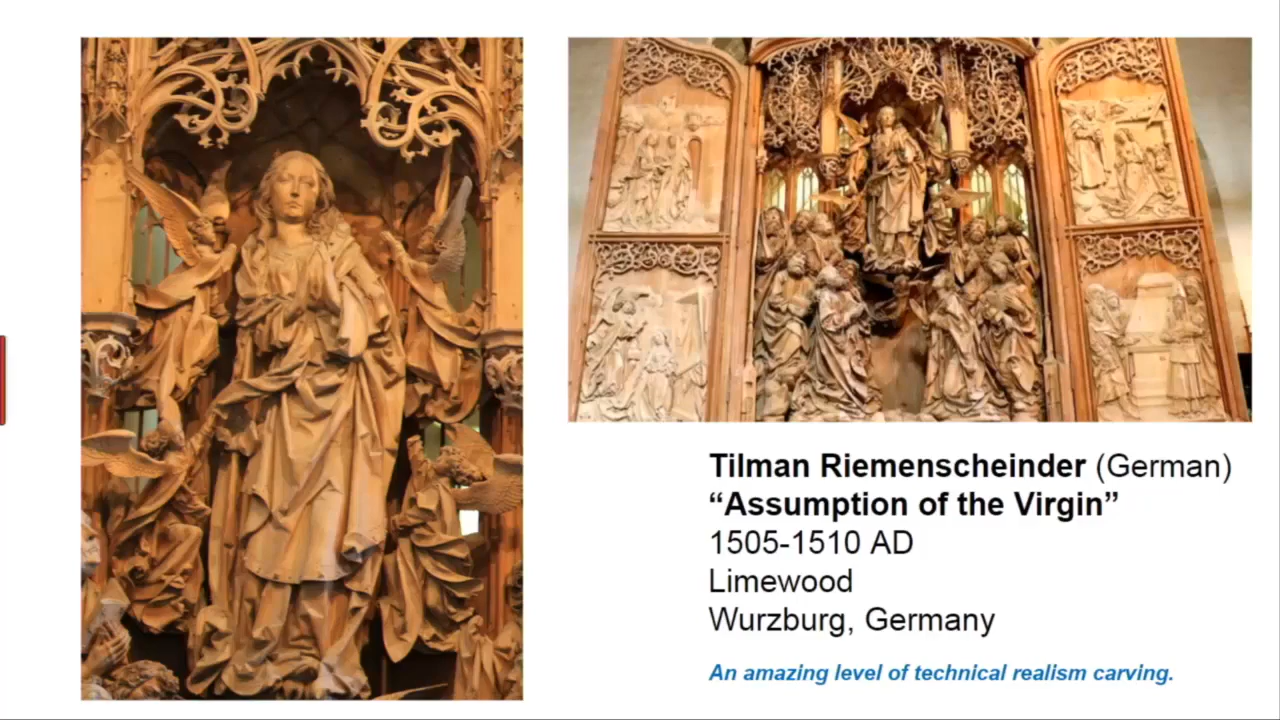 Tilman Riemenscheinder (German)
“Assumption of the Virgin”
1505-1510 AD
Limewood
Wurzburg, Germany
An amazing level of technical realism carving.